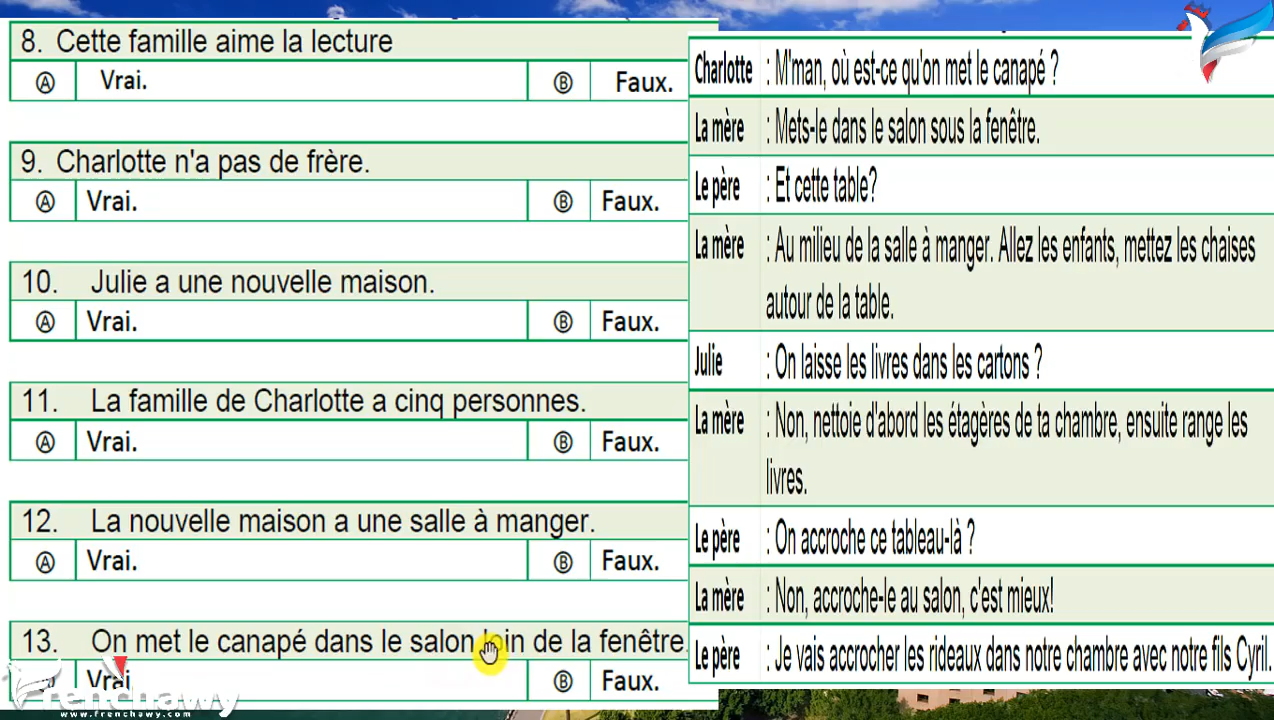 8. Cette famille aime la lecture
Ⓐ Vrai. Ⓑ Faux.
9. Charlotte n'a pas de frère.
Ⓐ Vrai. Ⓑ Faux.
10. Julie a une nouvelle maison.
Ⓐ Vrai. Ⓑ Faux.
11. La famille de Charlotte a cinq personnes.
Ⓐ Vrai. Ⓑ Faux.
12. La nouvelle maison a une salle à manger.
Ⓐ Vrai. Ⓑ Faux.
13. On met le canapé dans le salon loin de la fenêtre.
Vrai Ⓑ Faux.
Frenchawy
www.frenchawy.com
Charlotte : M'man, où est-ce qu'on met le canapé ?
La mère : Mets-le dans le salon sous la fenêtre.
Le père : Et cette table?
La mère : Au milieu de la salle à manger. Allez les enfants, mettez les chaises
autour de la table.
Julie : On laisse les livres dans les cartons ?
La mère : Non, nettoie d'abord les étagères de ta chambre, ensuite range les
livres.
Le père : On accroche ce tableau-là ?
La mère : Non, accroche-le au salon, c'est mieux!
Le père : Je vais accrocher les rideaux dans notre chambre avec notre fils Cyril.